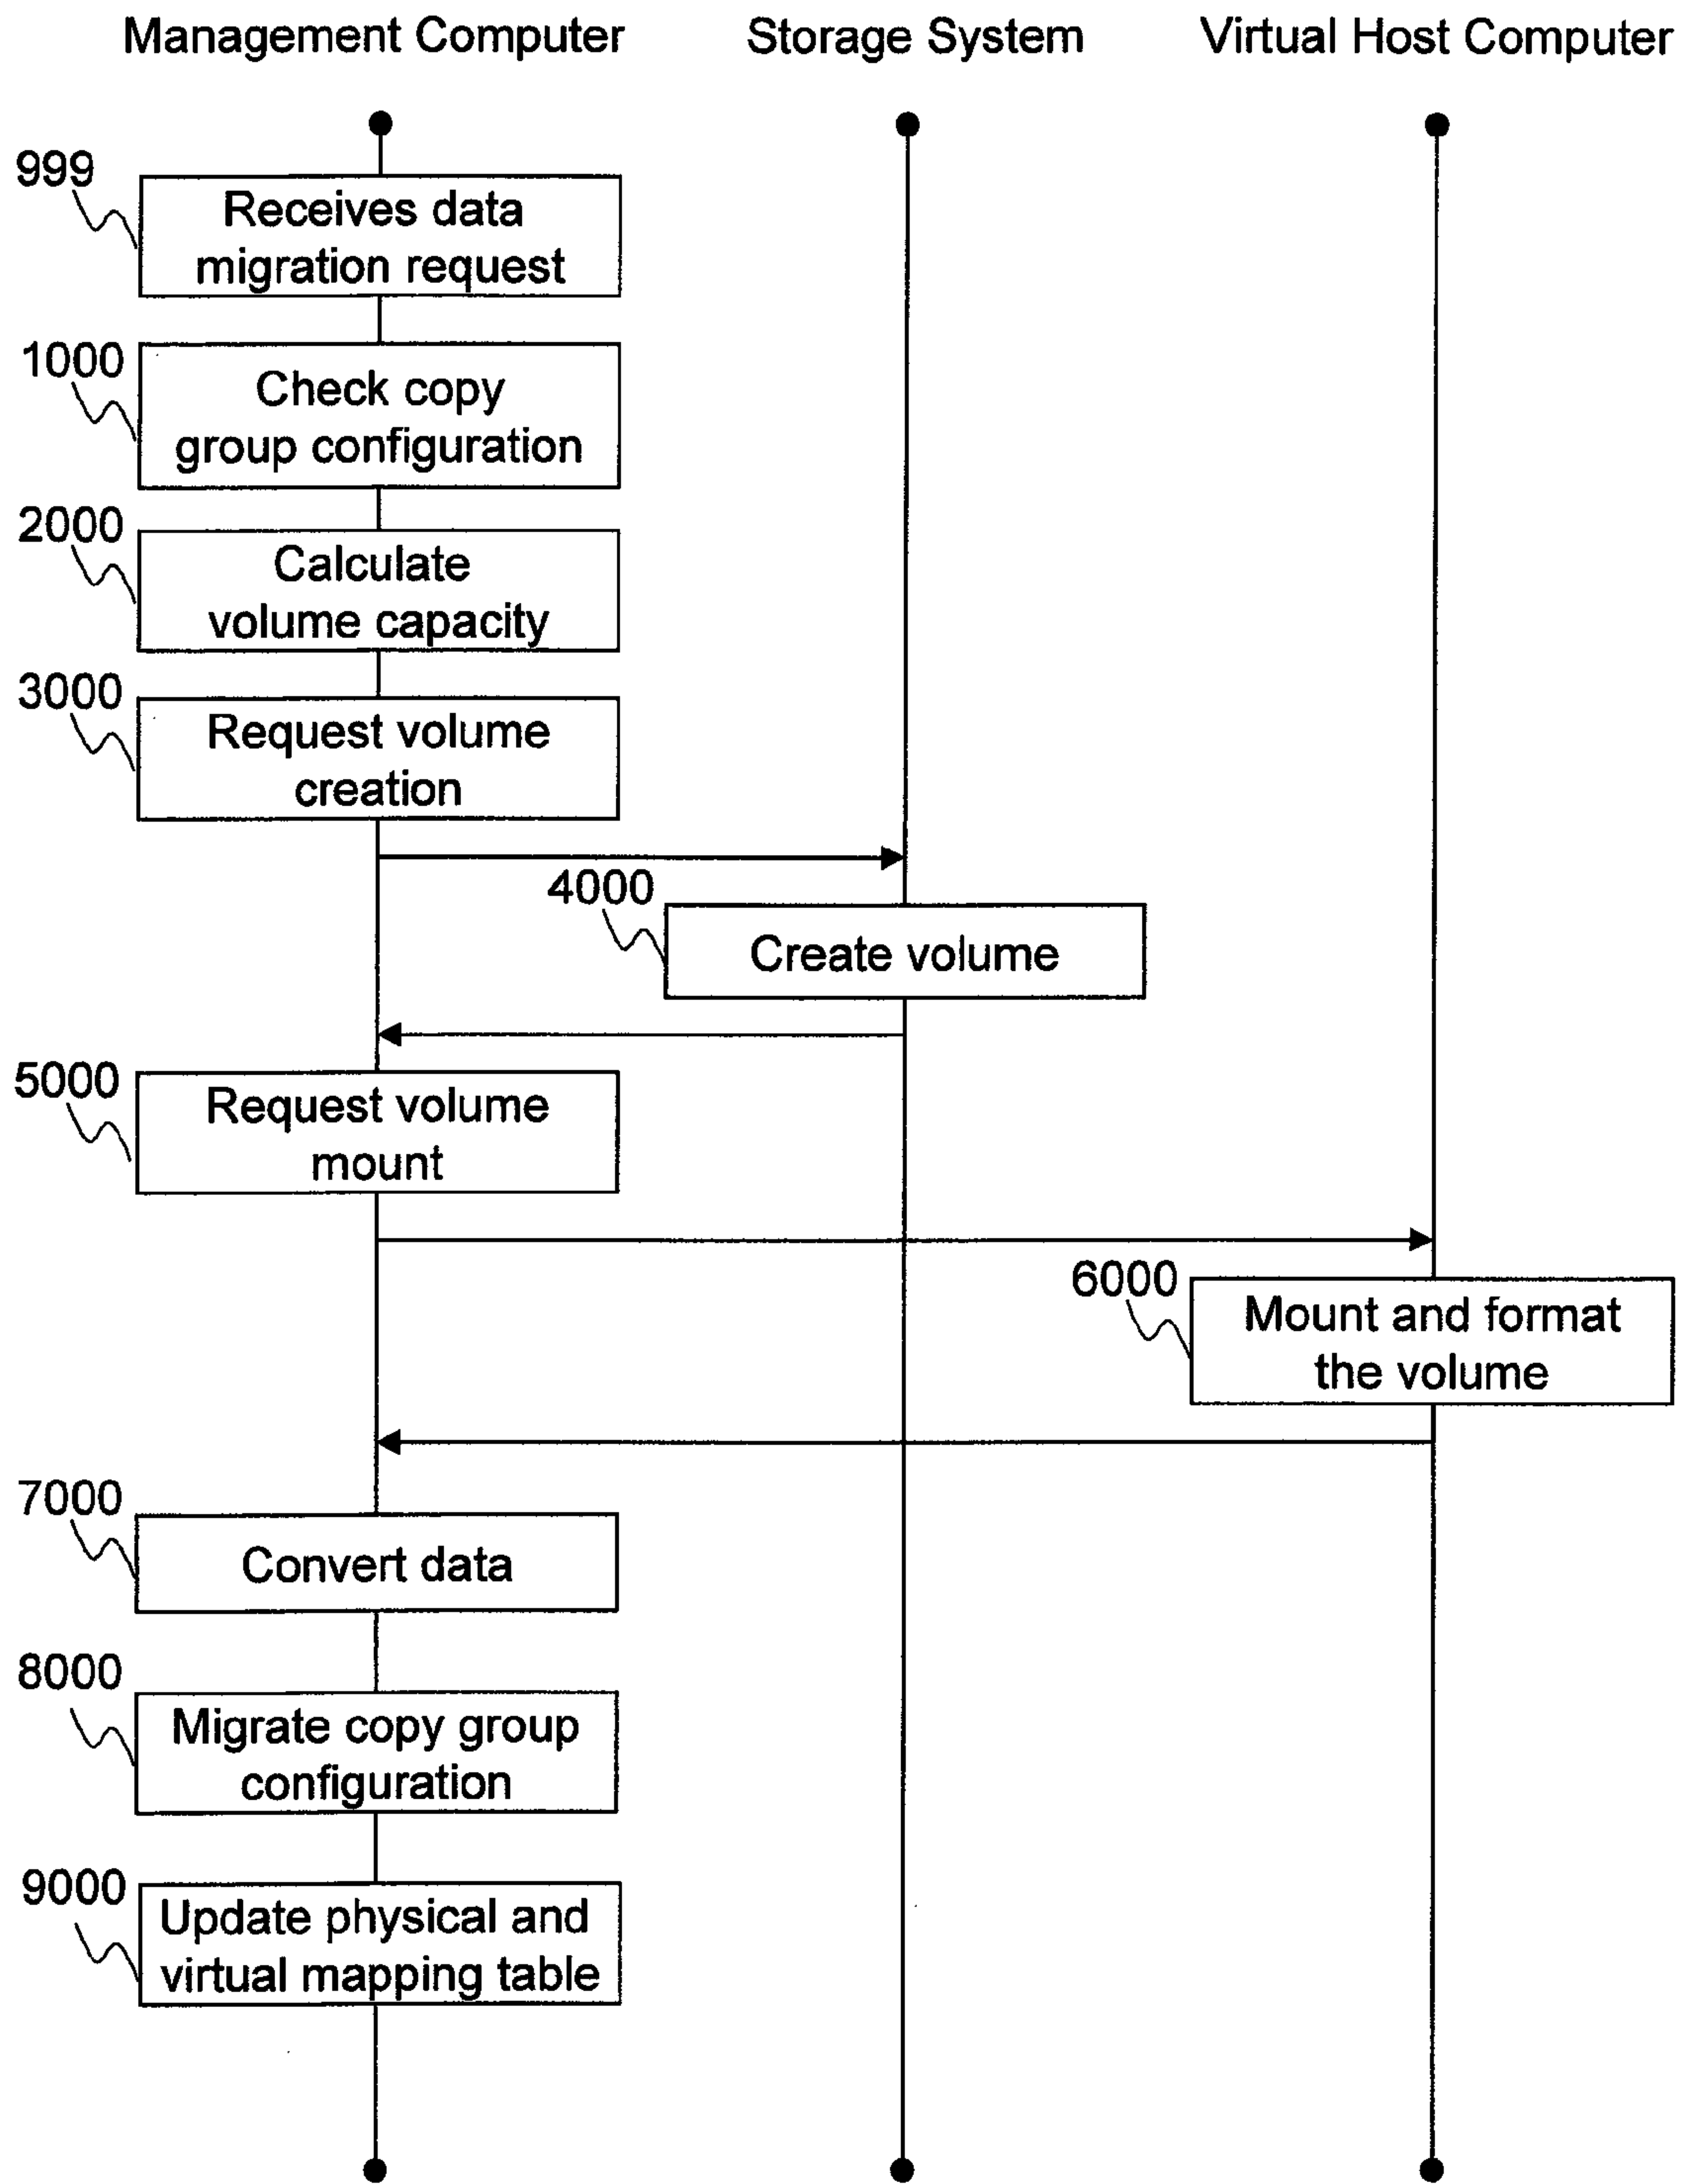 Management Computer
Storage System
Virtual Host Computer
999
Receives data
migration request
1000
Check copy
group configuration
2000
Calculate
volume capacity
3000
Request volume
creation
4000
Create volume
5000
Request volume
mount
6000
Mount and format
the volume
7000
Convert data
8000
Migrate copy group
configuration
9000
Update physical and
virtual mapping table